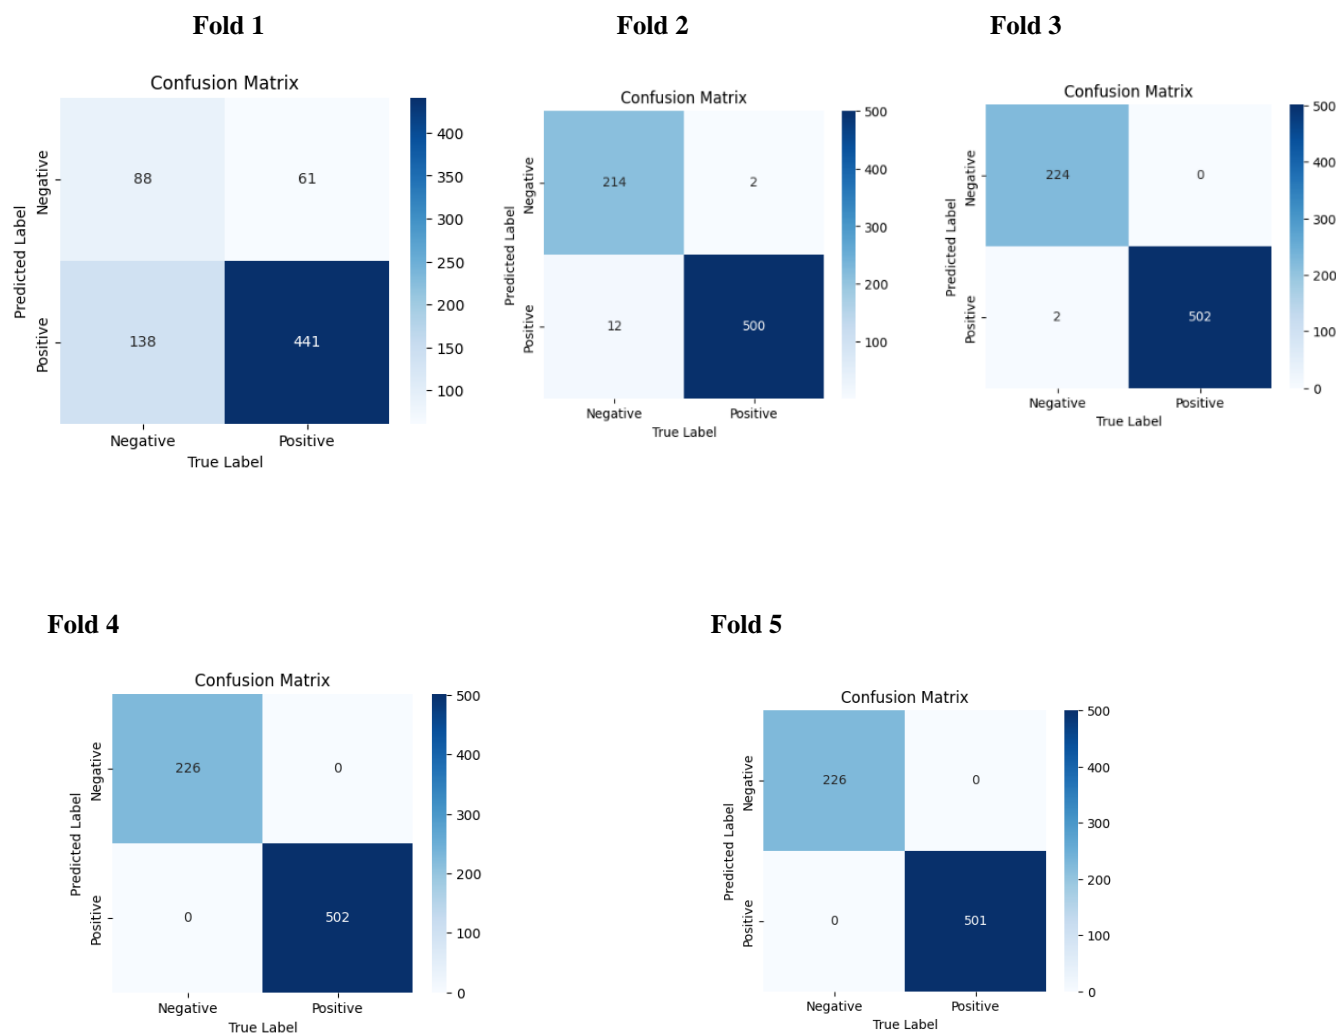 Fold 1
Confusion Matrix
Predicted Label
Negative
Positive
88 61
138 441
400
350
300
250
200
150
100
Negative Positive
True Label
Fold 2
Confusion Matrix
Predicted Label
Negative
Positive
214 2
12 500
500
400
300
200
100
Negative Positive
True Label
Fold 3
Confusion Matrix
Predicted Label
Negative
Positive
224 0
2 502
500
400
300
200
100
0
Negative Positive
True Label
Fold 4
Confusion Matrix
Predicted Label
Negative
Positive
226 0
0 502
500
400
300
200
100
0
Negative Positive
True Label
Fold 5
Confusion Matrix
Predicted Label
Negative
Positive
226 0
0 501
500
400
300
200
100
0
Negative Positive
True Label